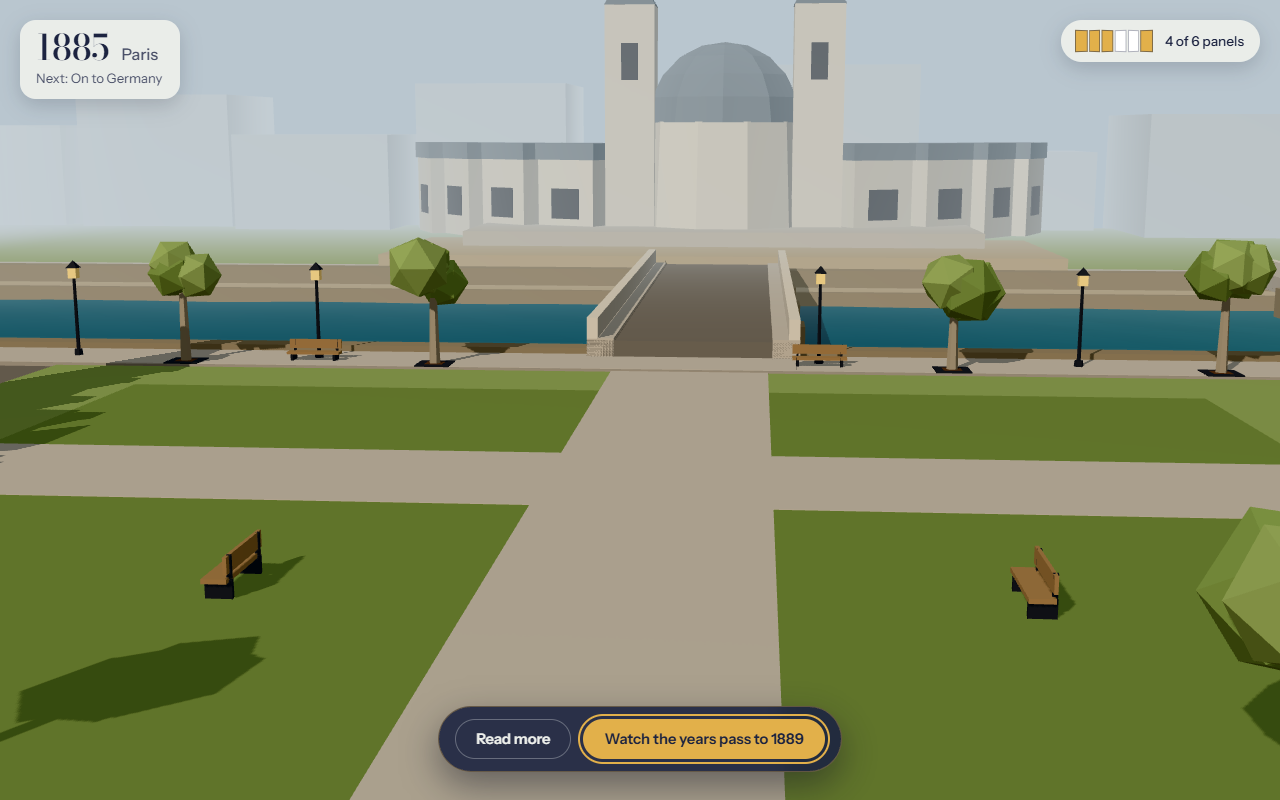 1885 Paris
Next: On to Germany
4 of 6 panels
Read more
Watch the years pass to 1889